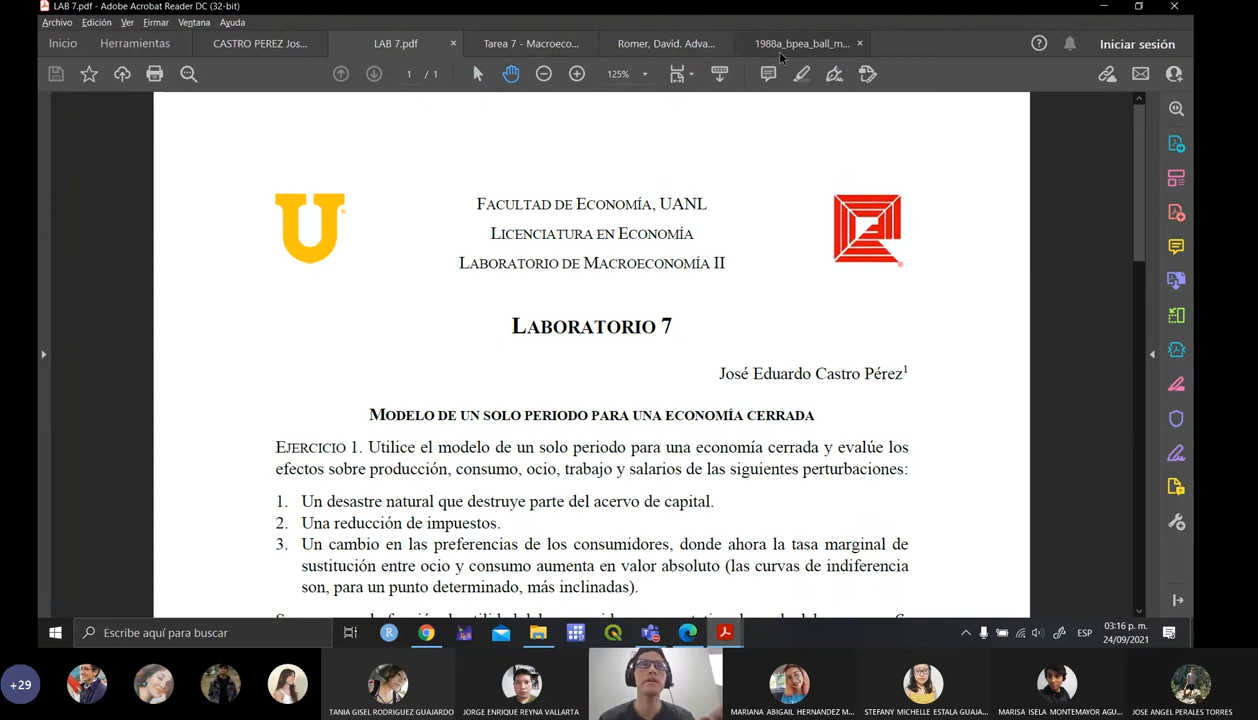 LAB 7.pdf - Adobe Acrobat Reader DC (32-bit)
Archivo Edición Ver Firmar Ventana Ayuda
Inicio Herramientas CASTRO PEREZ Jos... LAB 7.pdf × Tarea 7 - Macroeco... Romer, David. Adva... 1988a_bpea_ball_m... × Iniciar sesión
1 / 1 125%
FACULTAD DE ECONOMÍA, UANL
LICENCIATURA EN ECONOMÍA
LABORATORIO DE MACROECONOMÍA II
LABORATORIO 7
José Eduardo Castro Pérez1
MODELO DE UN SOLO PERIODO PARA UNA ECONOMÍA CERRADA
EJERCICIO 1. Utilice el modelo de un solo periodo para una economía cerrada y evalúe los
efectos sobre producción, consumo, ocio, trabajo y salarios de las siguientes perturbaciones:
1. Un desastre natural que destruye parte del acervo de capital.
2. Una reducción de impuestos.
3. Un cambio en las preferencias de los consumidores, donde ahora la tasa marginal de
sustitución entre ocio y consumo aumenta en valor absoluto (las curvas de indiferencia
son, para un punto determinado, más inclinadas).
Escribe aquí para buscar
ESP
03:16 p. m.
24/09/2021
+29
TANIA GISEL RODRIGUEZ GUAJARDO JORGE ENRIQUE REYNA VALLARTA MARIANA ABIGAIL HERNANDEZ M... STEFANY MICHELLE ESTALA GUAJA... MARISA ISELA MONTEMAYOR AGU... JOSE ANGEL PERALES TORRES